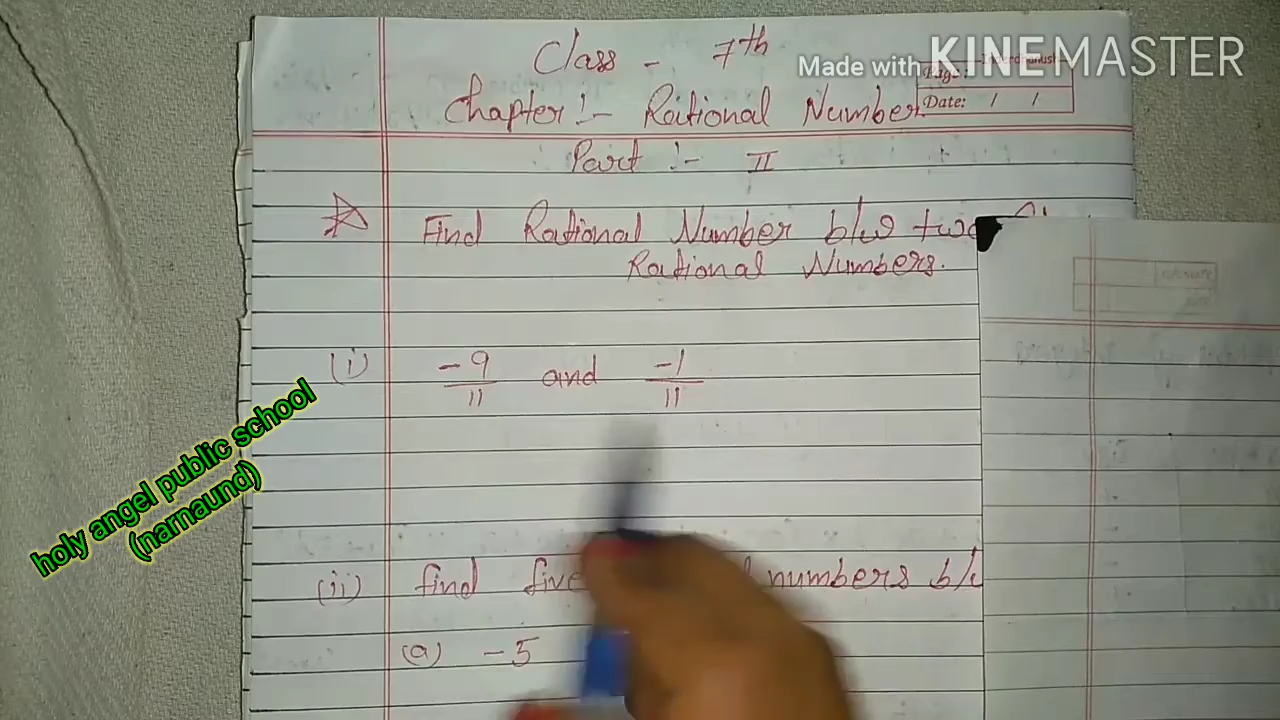 Class - 7th
Made with KINEMASTER
Page:
Date: / /
Chapter :- Rational Number
Part :- II
Find Rational Number b/w two
Rational Numbers.
(i) -9/11 and -1/11
holy angel public school
(narnaund)
(ii) find five numbers b/w
(a) -5